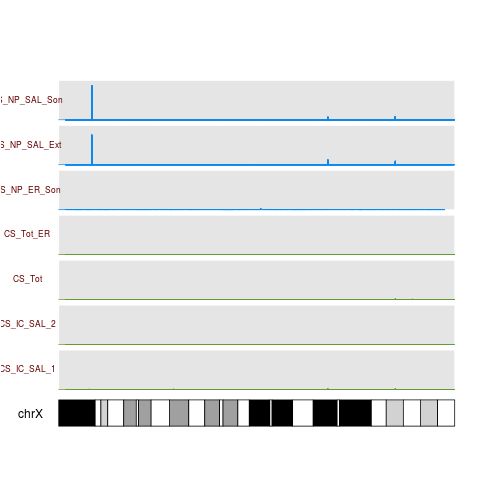 S_NP_SAL_Son
S_NP_SAL_Ext
S_NP_ER_Son
CS_Tot_ER
CS_Tot
CS_IC_SAL_2
CS_IC_SAL_1
chrX